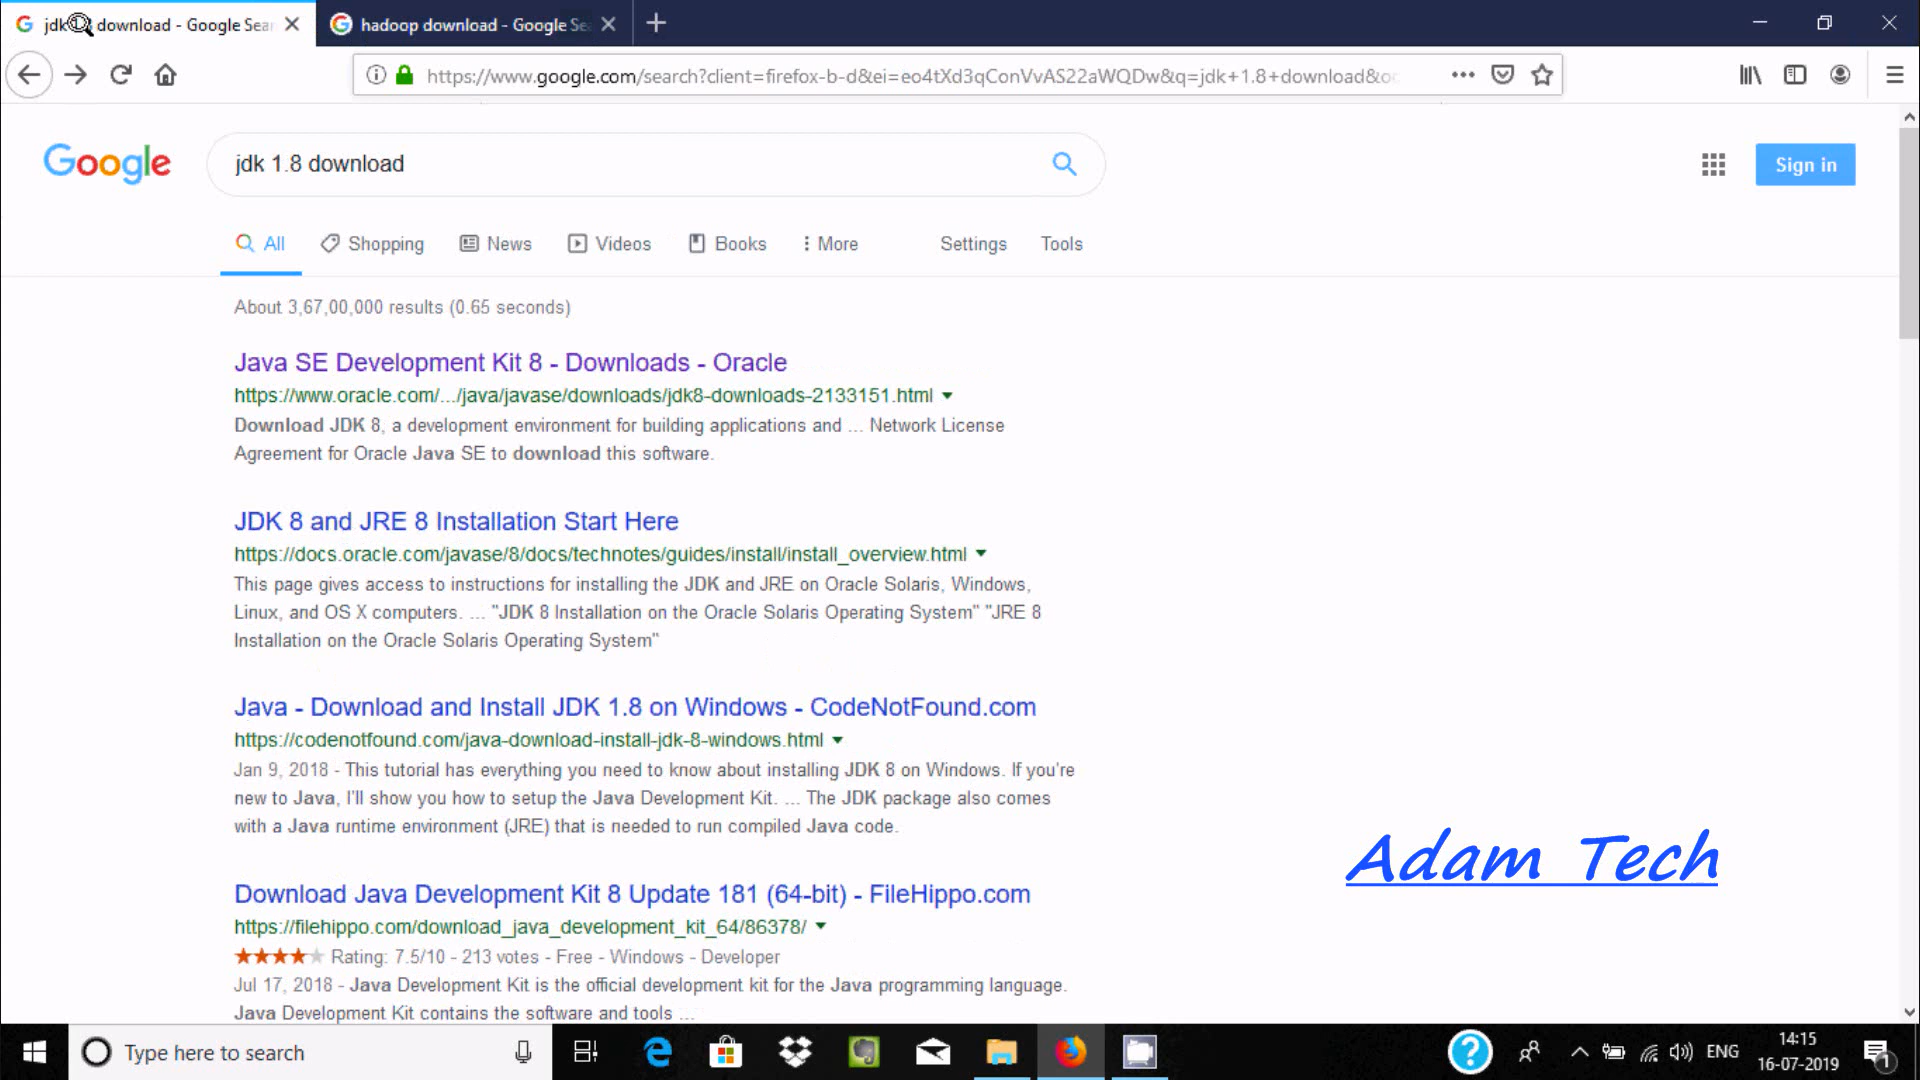 jdk download - Google Sear
hadoop download - Google Se
https://www.google.com/search?client=firefox-b-d&ei=eo4tXd3qConVvAS22aWQDw&q=jdk+1.8+download&oc
Google
jdk 1.8 download
Sign in
All
Shopping
News
Videos
Books
More
Settings
Tools
About 3,67,00,000 results (0.65 seconds)
Java SE Development Kit 8 - Downloads - Oracle
https://www.oracle.com/.../java/javase/downloads/jdk8-downloads-2133151.html
Download JDK 8, a development environment for building applications and ... Network License
Agreement for Oracle Java SE to download this software.
JDK 8 and JRE 8 Installation Start Here
https://docs.oracle.com/javase/8/docs/technotes/guides/install/install_overview.html
This page gives access to instructions for installing the JDK and JRE on Oracle Solaris, Windows,
Linux, and OS X computers. ... "JDK 8 Installation on the Oracle Solaris Operating System" "JRE 8
Installation on the Oracle Solaris Operating System"
Java - Download and Install JDK 1.8 on Windows - CodeNotFound.com
https://codenotfound.com/java-download-install-jdk-8-windows.html
Jan 9, 2018 - This tutorial has everything you need to know about installing JDK 8 on Windows. If you're
new to Java, I'll show you how to setup the Java Development Kit. ... The JDK package also comes
with a Java runtime environment (JRE) that is needed to run compiled Java code.
Adam Tech
Download Java Development Kit 8 Update 181 (64-bit) - FileHippo.com
https://filehippo.com/download_java_development_kit_64/86378/
Rating: 7.5/10 - 213 votes - Free - Windows - Developer
Jul 17, 2018 - Java Development Kit is the official development kit for the Java programming language.
Java Development Kit contains the software and tools ...
Type here to search
ENG
14:15
16-07-2019
1